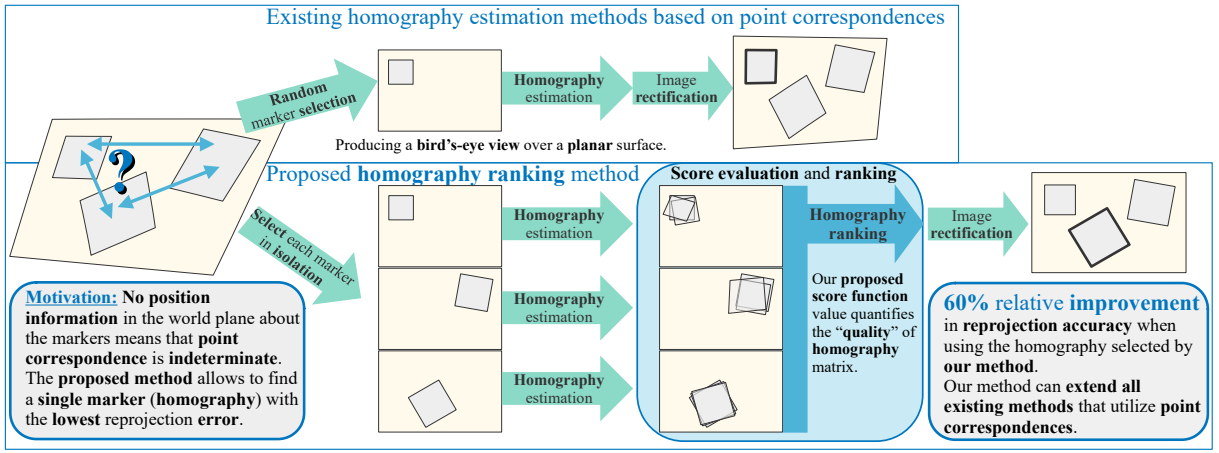 Existing homography estimation methods based on point correspondences
Random
marker selection
Homography
estimation
Image
rectification
Producing a bird's-eye view over a planar surface.
?
Proposed homography ranking method
Select each marker
in isolation
Homography
estimation
Homography
estimation
Homography
estimation
Score evaluation and ranking
Homography
ranking
Our proposed
score function
value quantifies
the “quality” of
homography
matrix.
Image
rectification
Motivation: No position
information in the world plane about
the markers means that point
correspondence is indeterminate.
The proposed method allows to find
a single marker (homography) with
the lowest reprojection error.
60% relative improvement
in reprojection accuracy when
using the homography selected by
our method.
Our method can extend all
existing methods that utilize point
correspondences.